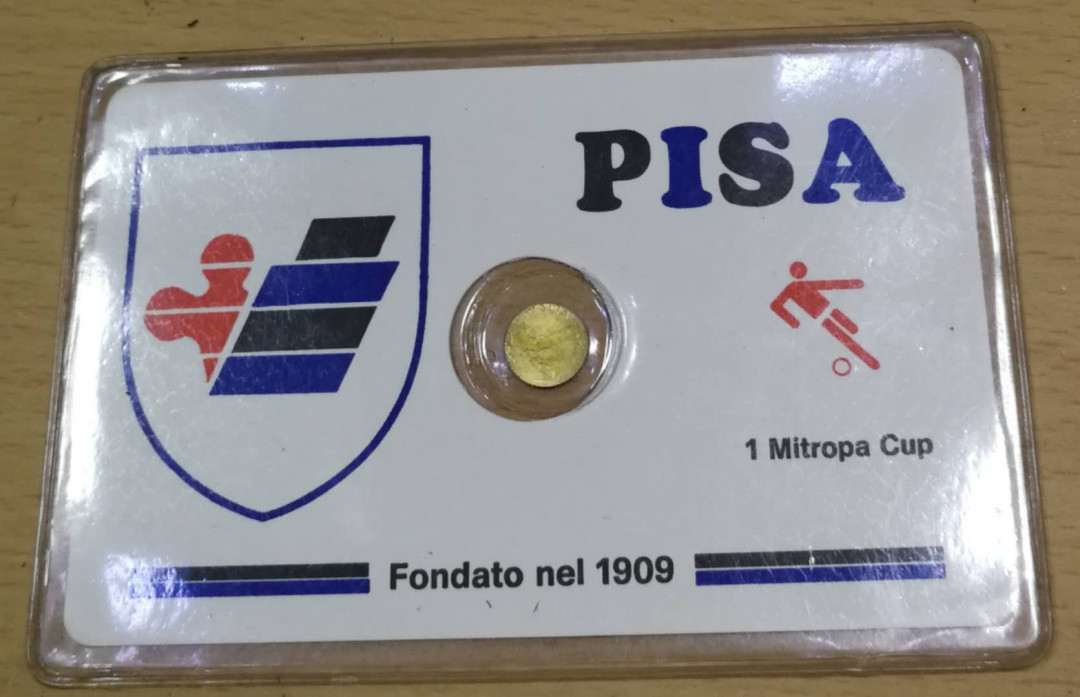 PISA
1 Mitropa Cup
Fondato nel 1909